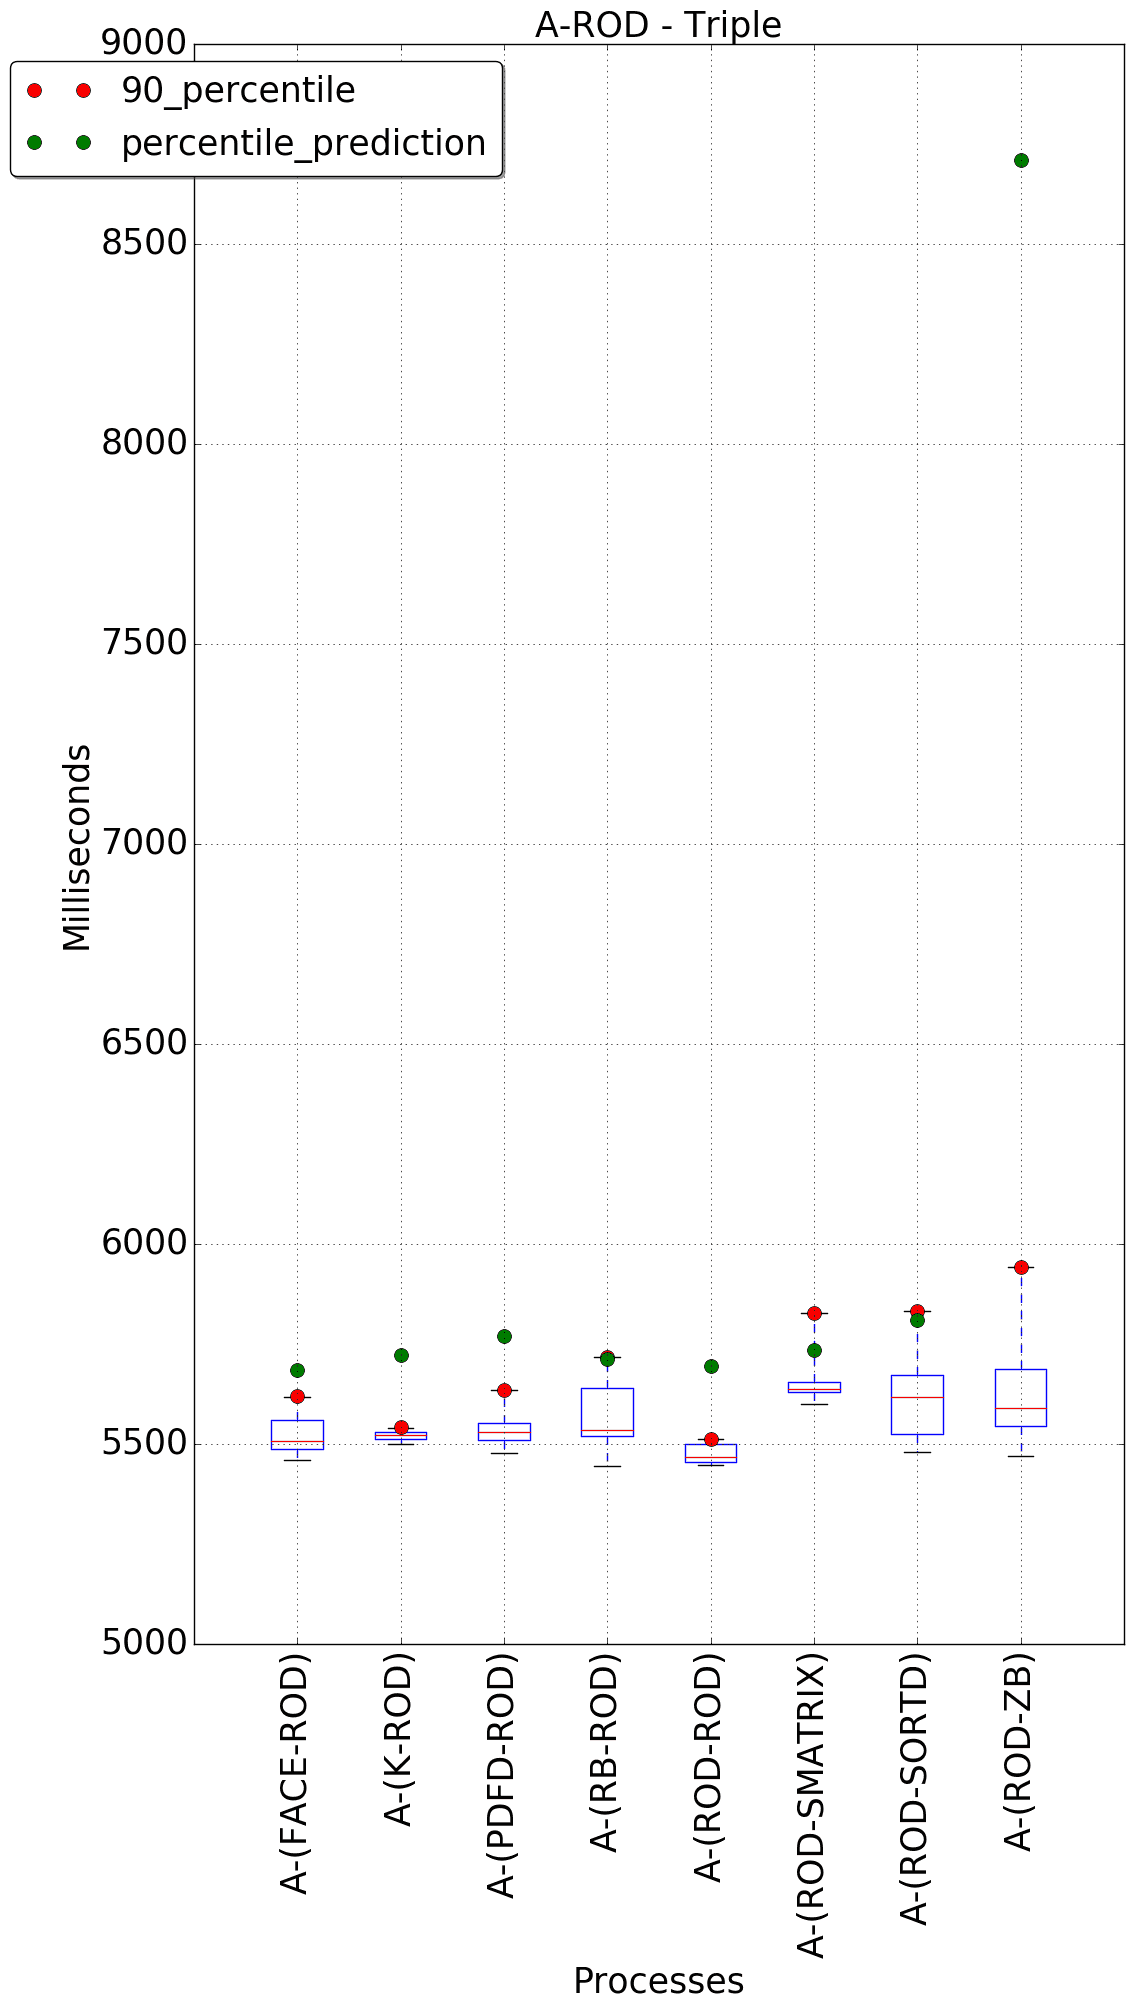 A-ROD - Triple
90_percentile
percentile_prediction
9000
8500
8000
7500
7000
6500
6000
5500
5000
Milliseconds
A-(FACE-ROD)
A-(K-ROD)
A-(PDFD-ROD)
A-(RB-ROD)
A-(ROD-ROD)
A-(ROD-SMATRIX)
A-(ROD-SORTD)
A-(ROD-ZB)
Processes